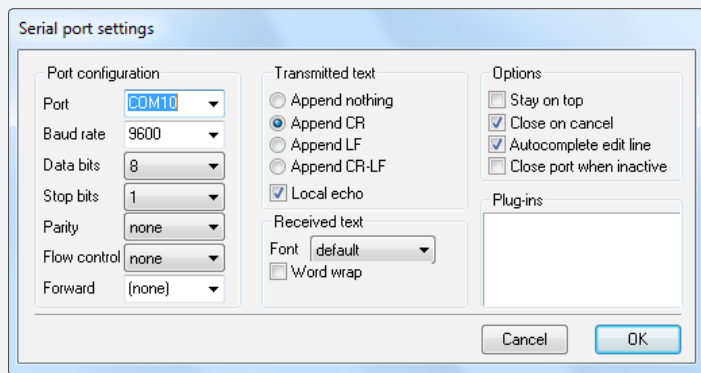 Serial port settings
Port configuration
Port COM10
Baud rate 9600
Data bits 8
Stop bits 1
Parity none
Flow control none
Forward (none)
Transmitted text
Append nothing
Append CR
Append LF
Append CR-LF
Local echo
Received text
Font default
Word wrap
Options
Stay on top
Close on cancel
Autocomplete edit line
Close port when inactive
Plug-ins
Cancel OK